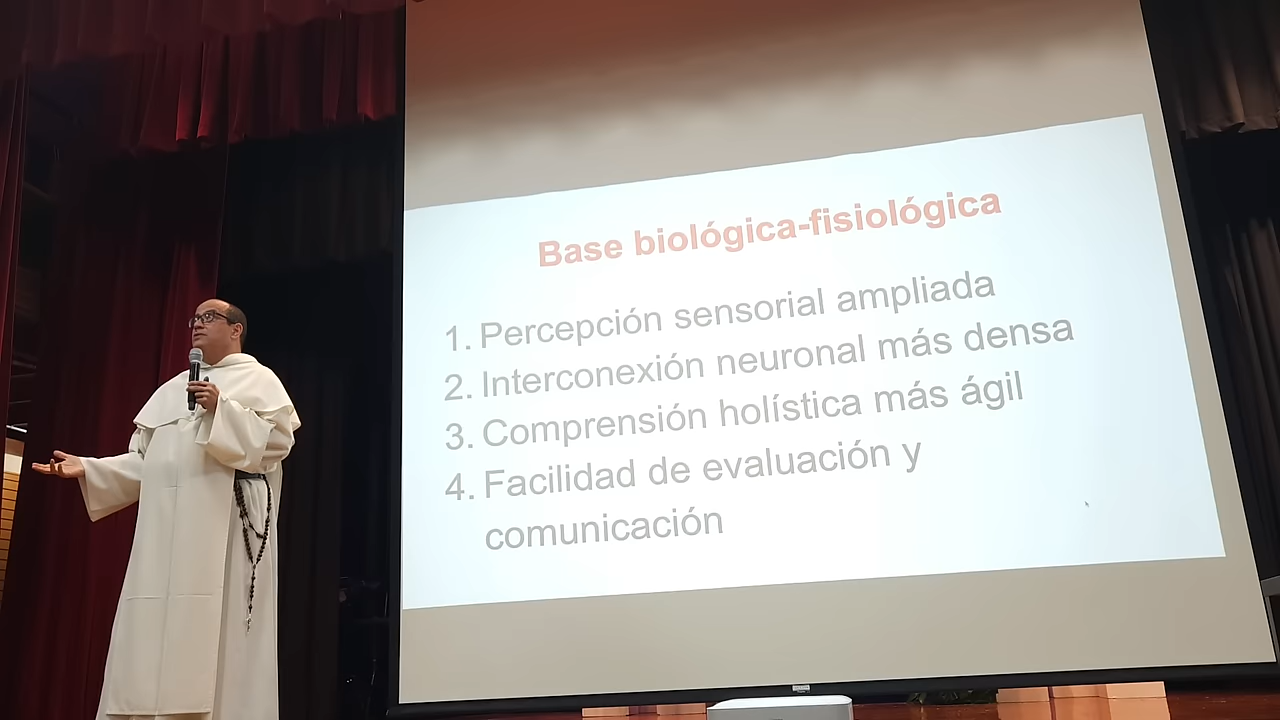 Base biológica-fisiológica
1. Percepción sensorial ampliada
2. Interconexión neuronal más densa
3. Comprensión holística más ágil
4. Facilidad de evaluación y
comunicación